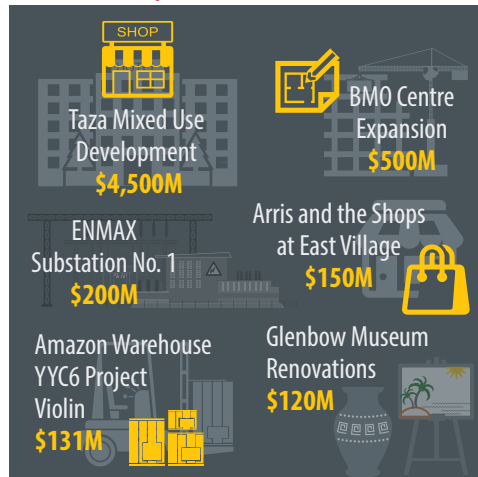 SHOP
Taza Mixed Use
Development
$4,500M
BMO Centre
Expansion
$500M
ENMAX
Substation No. 1
$200M
Arris and the Shops
at East Village
$150M
Amazon Warehouse
YYC6 Project
Violin
$131M
Glenbow Museum
Renovations
$120M